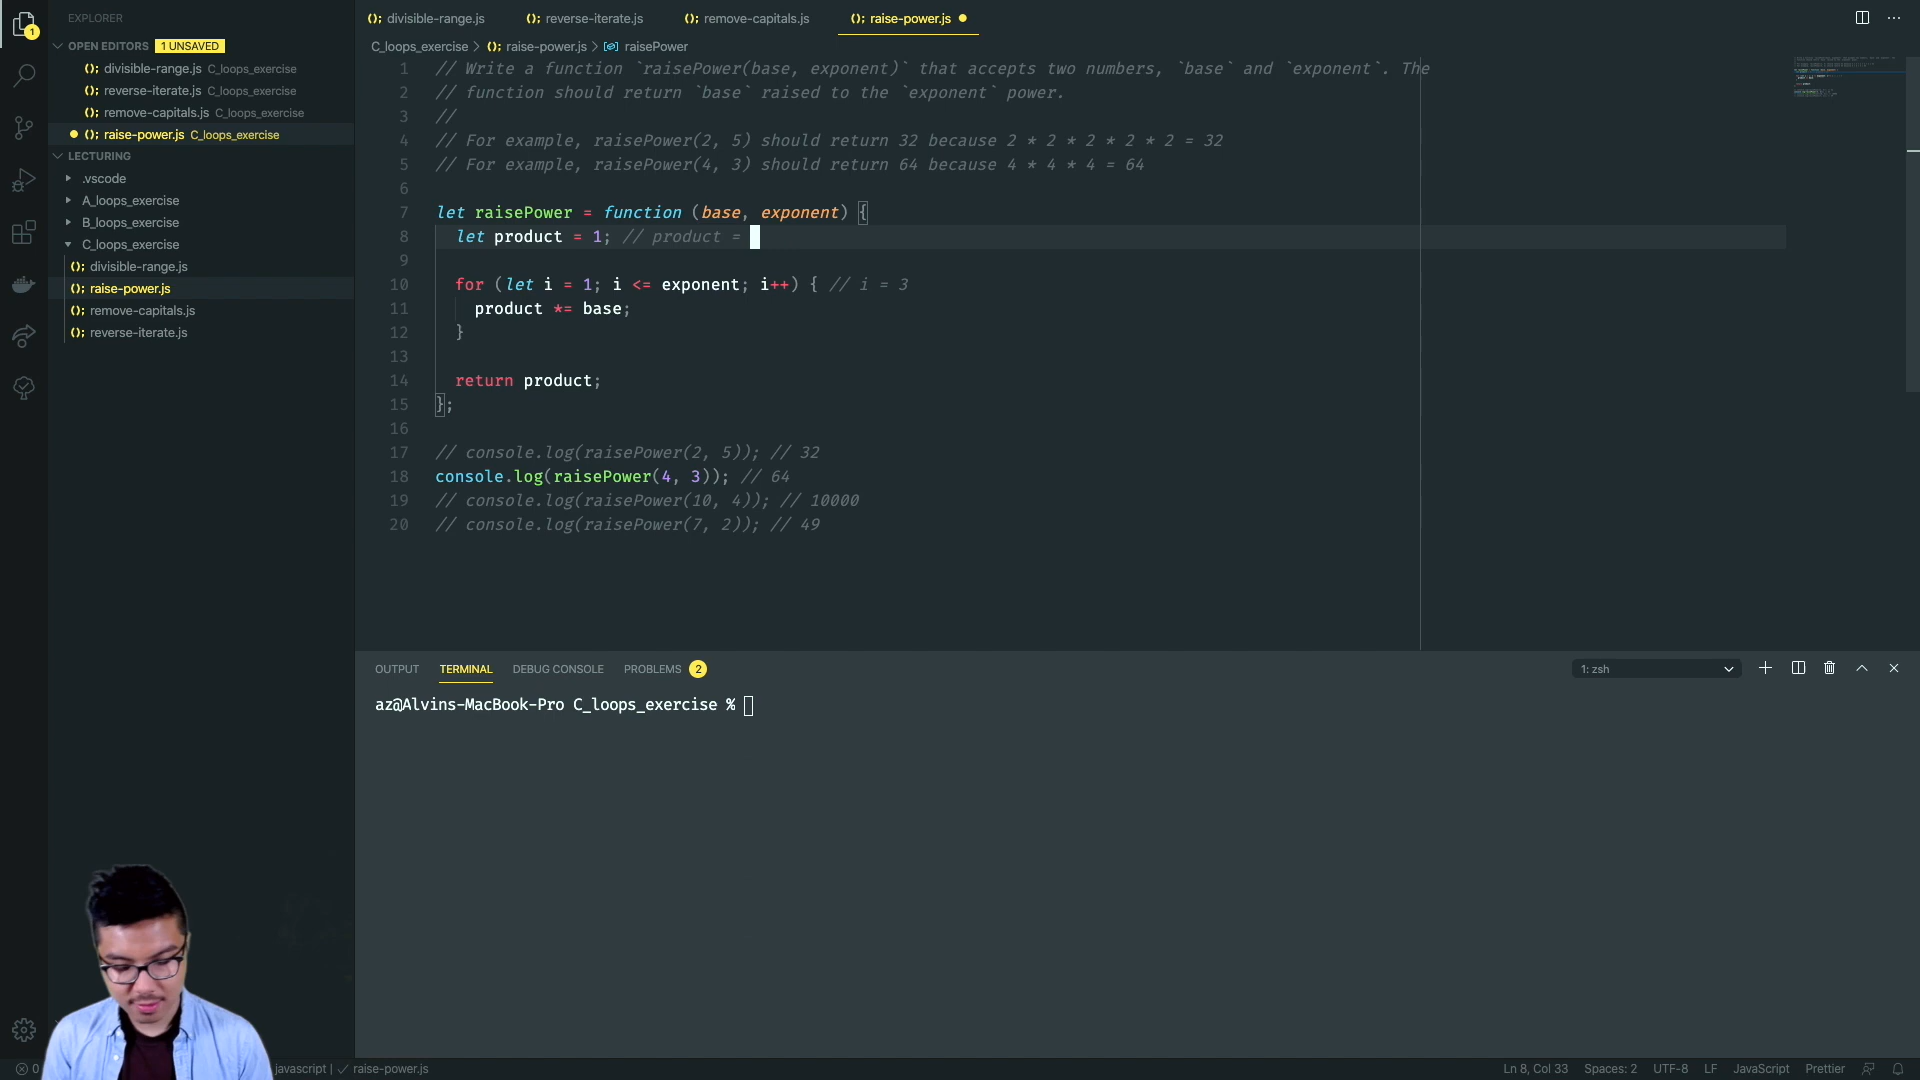 EXPLORER
OPEN EDITORS 1 UNSAVED
(); divisible-range.js C_loops_exercise
(); reverse-iterate.js C_loops_exercise
(); remove-capitals.js C_loops_exercise
(); raise-power.js C_loops_exercise
LECTURING
.vscode
A_loops_exercise
B_loops_exercise
C_loops_exercise
(); divisible-range.js
(); raise-power.js
(); remove-capitals.js
(); reverse-iterate.js
(); divisible-range.js (); reverse-iterate.js (); remove-capitals.js (); raise-power.js
C_loops_exercise > (); raise-power.js > raisePower
1 // Write a function `raisePower(base, exponent)` that accepts two numbers, `base` and `exponent`. The
2 // function should return `base` raised to the `exponent` power.
3 //
4 // For example, raisePower(2, 5) should return 32 because 2 * 2 * 2 * 2 * 2 = 32
5 // For example, raisePower(4, 3) should return 64 because 4 * 4 * 4 = 64
6
7 let raisePower = function (base, exponent) {
8 let product = 1; // product =
9
10 for (let i = 1; i <= exponent; i++) { // i = 3
11 product *= base;
12 }
13
14 return product;
15 };
16
17 // console.log(raisePower(2, 5)); // 32
18 console.log(raisePower(4, 3)); // 64
19 // console.log(raisePower(10, 4)); // 10000
20 // console.log(raisePower(7, 2)); // 49
OUTPUT TERMINAL DEBUG CONSOLE PROBLEMS 2
1: zsh
az@Alvins-MacBook-Pro C_loops_exercise %
1
0
javascript | ✓ raise-power.js
Ln 8, Col 33 Spaces: 2 UTF-8 LF JavaScript Prettier